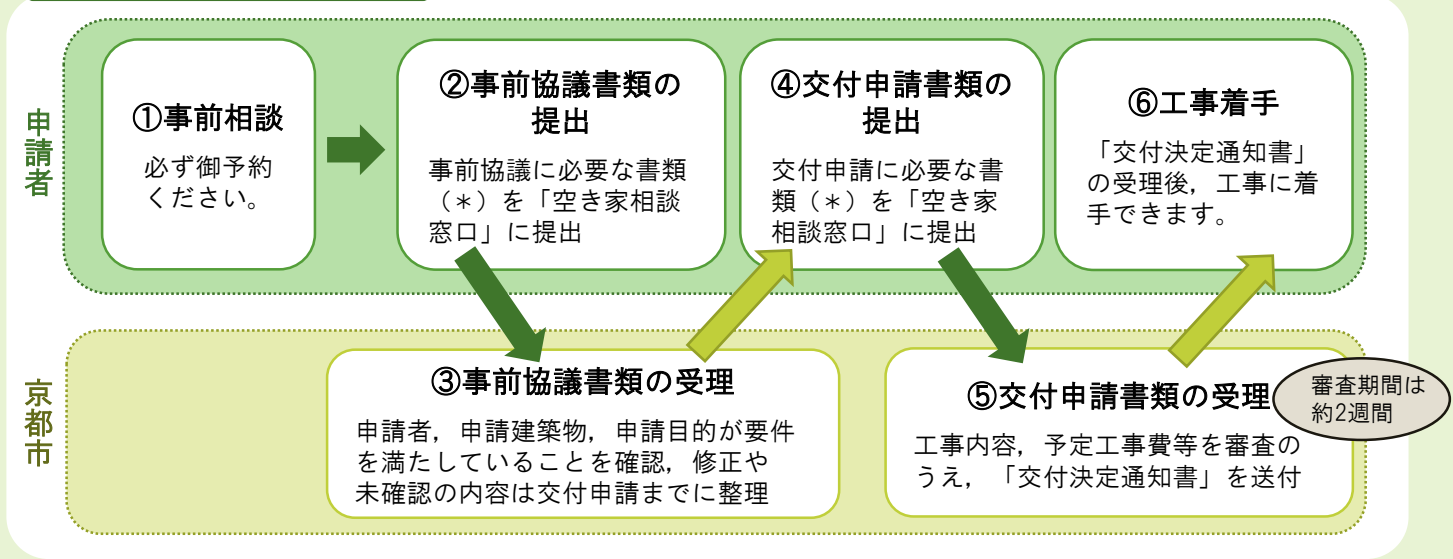 申請者
①事前相談
必ず御予約
ください。
②事前協議書類の
提出
事前協議に必要な書類
（＊）を「空き家相談
窓口」に提出
④交付申請書類の
提出
交付申請に必要な書
類（＊）を「空き家
相談窓口」に提出
⑥工事着手
「交付決定通知書」
の受理後，工事に着
手できます。
京都市
③事前協議書類の受理
申請者，申請建築物，申請目的が要件
を満たしていることを確認，修正や
未確認の内容は交付申請までに整理
⑤交付申請書類の受理
工事内容，予定工事費等を審査の
うえ，「交付決定通知書」を送付
審査期間は
約2週間